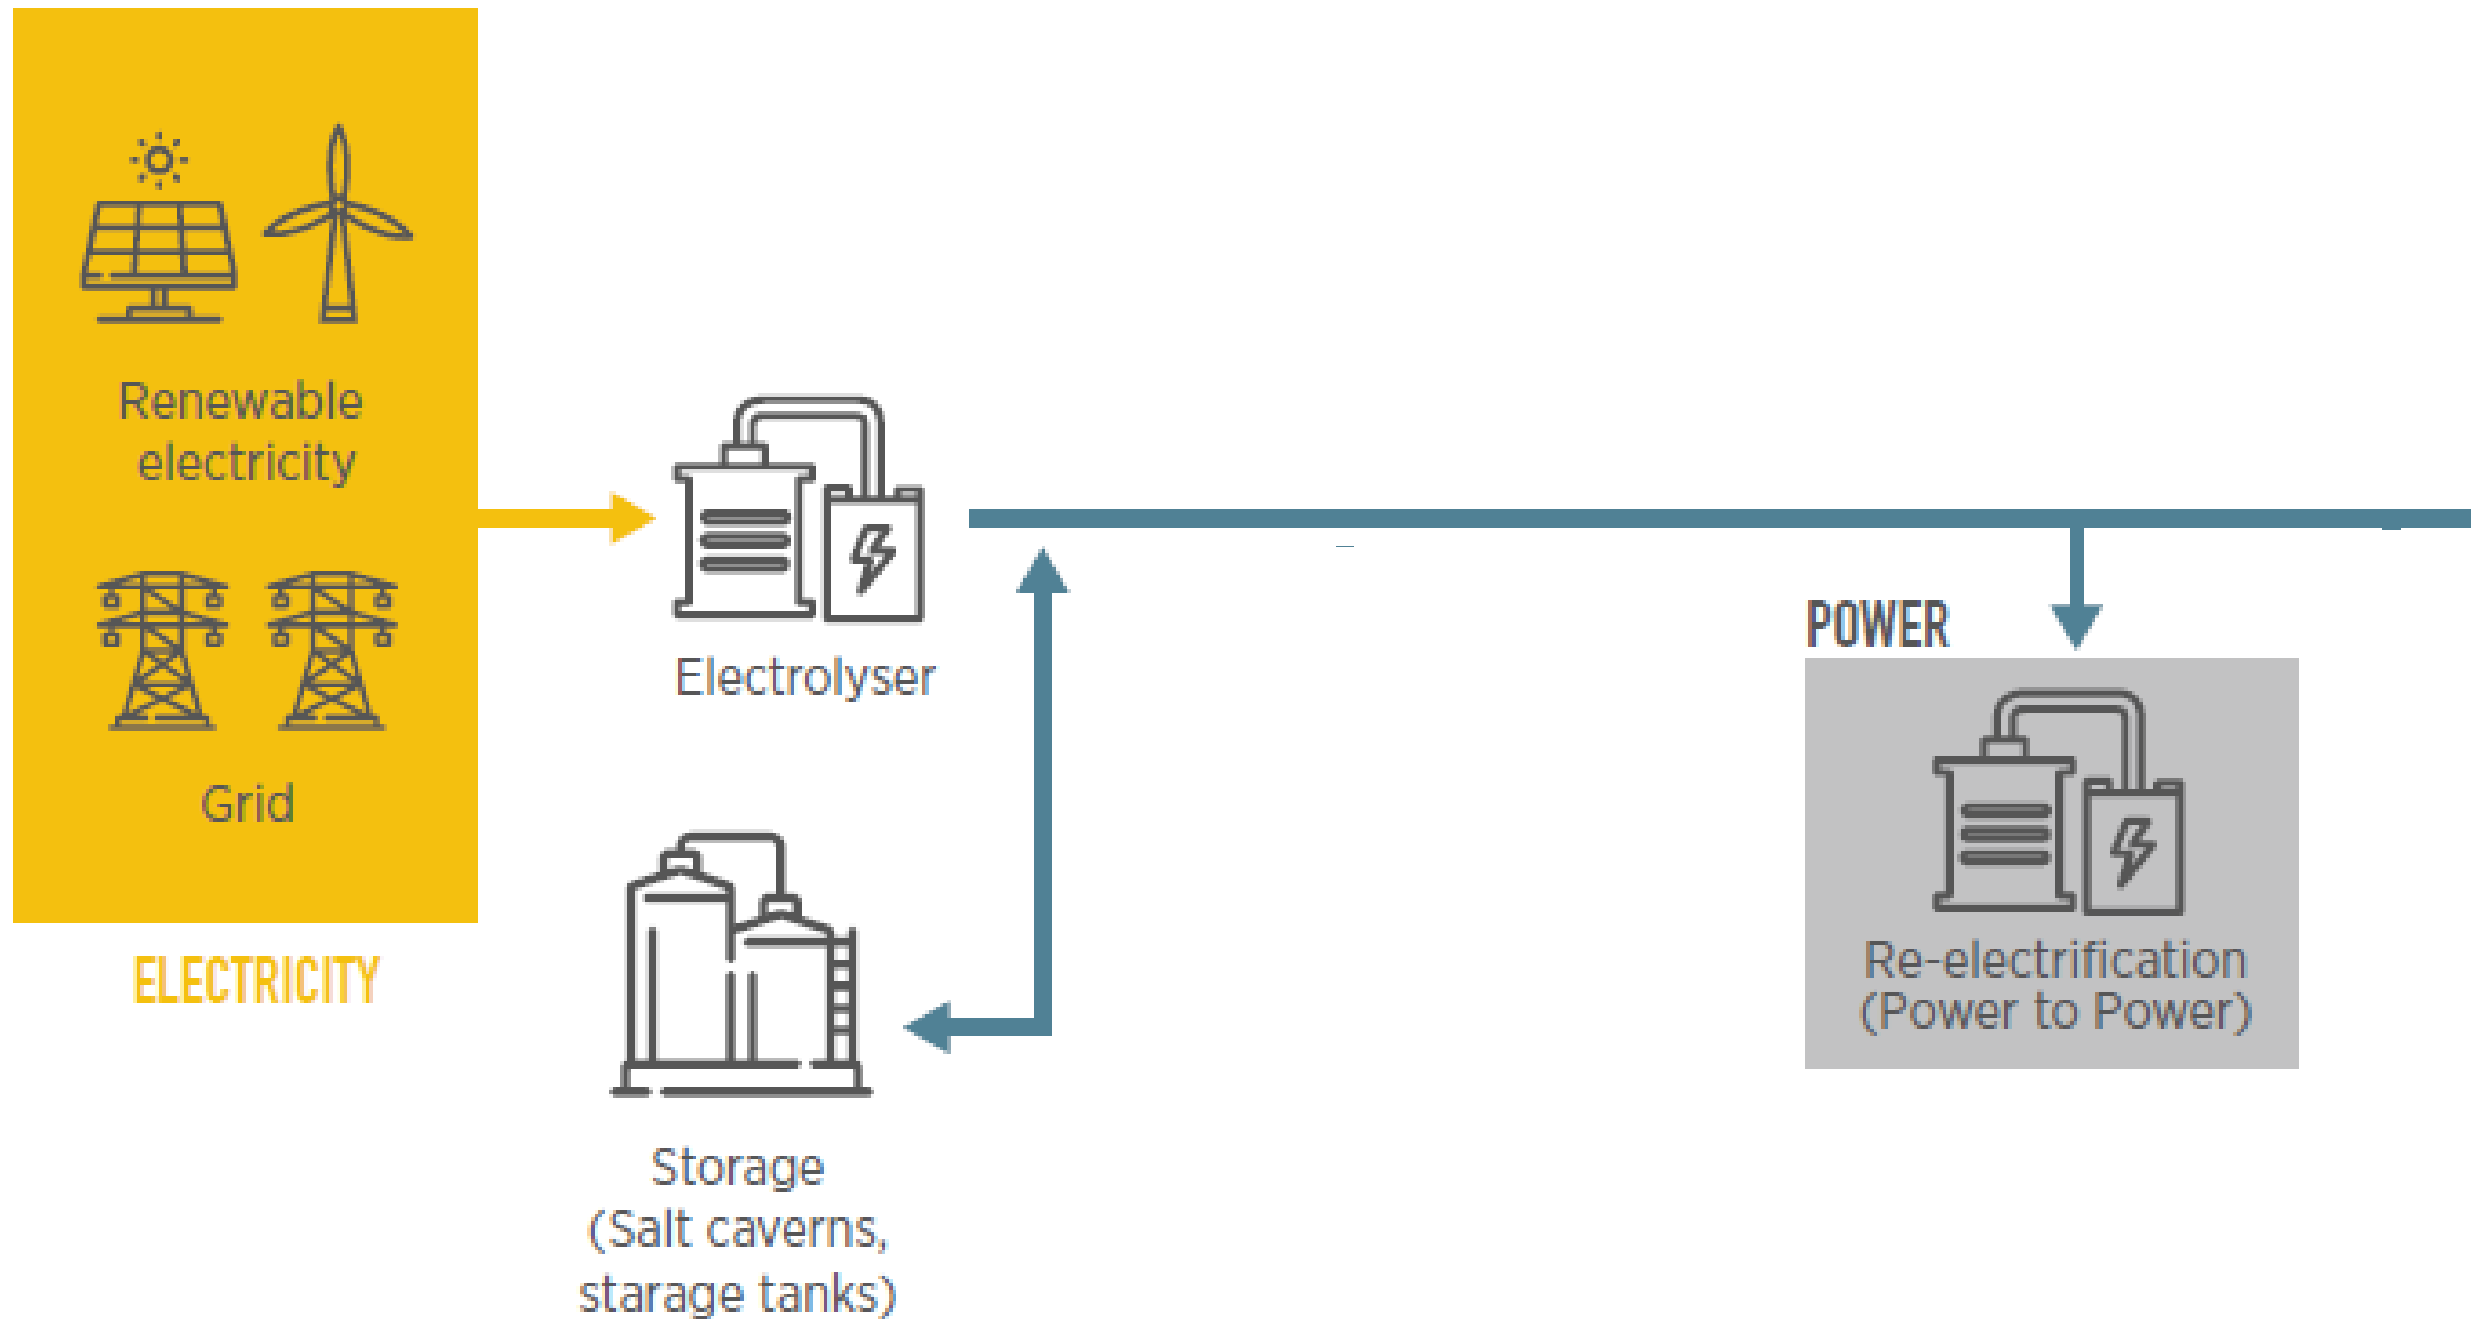 Renewable
electricity
Grid
ELECTRICITY
Electrolyser
Storage
(Salt caverns,
starage tanks)
POWER
Re-electrification
(Power to Power)